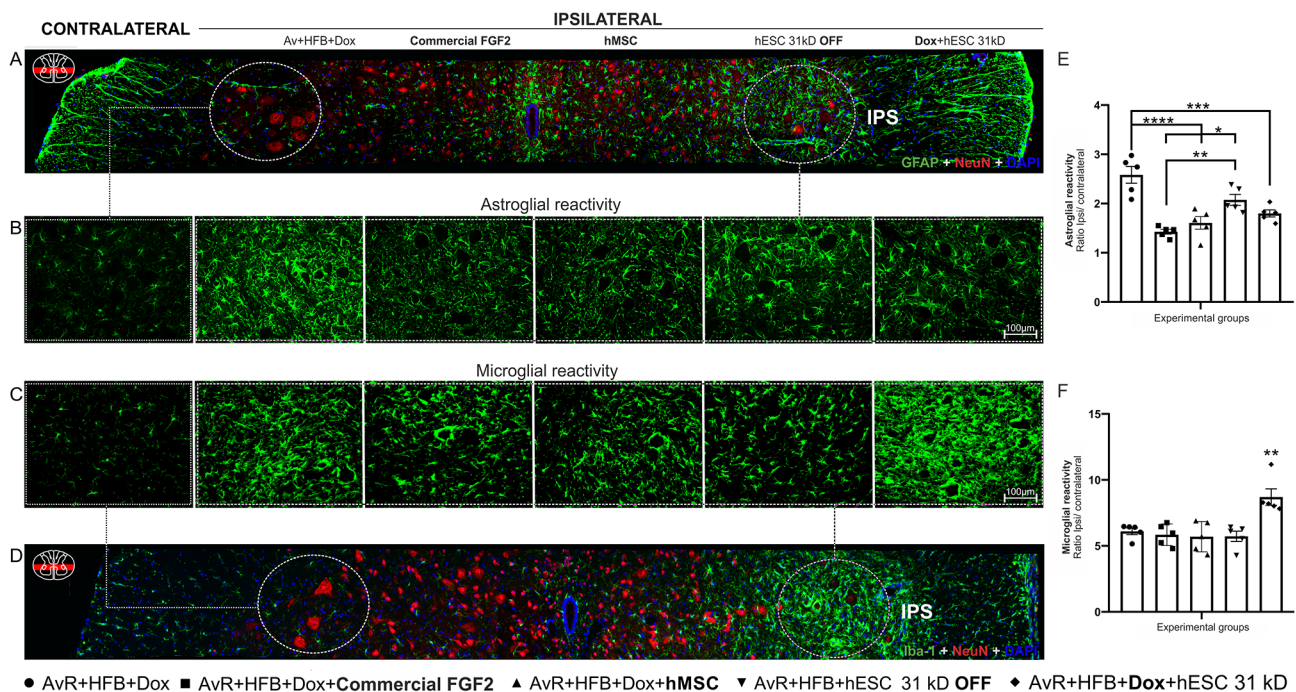 CONTRALATERAL
IPSILATERAL
Av+HFB+Dox
Commercial FGF2
hMSC
hESC 31kD OFF
Dox+hESC 31kD
A
IPS
GFAP + NeuN + DAPI
B
Astroglial reactivity
100µm
C
Microglial reactivity
100µm
D
IPS
Iba-1 + NeuN + DAPI
E
Astroglial reactivity
Ratio Ipsi/ contralateral
4
3
2
1
0
***
****
*
**
Experimental groups
F
Microglial reactivity
Ratio Ipsi/ contralateral
15
10
5
0
**
Experimental groups
● AvR+HFB+Dox ■ AvR+HFB+Dox+Commercial FGF2 ▲ AvR+HFB+Dox+hMSC ▼ AvR+HFB+hESC 31 kD OFF ◆ AvR+HFB+Dox+hESC 31 kD